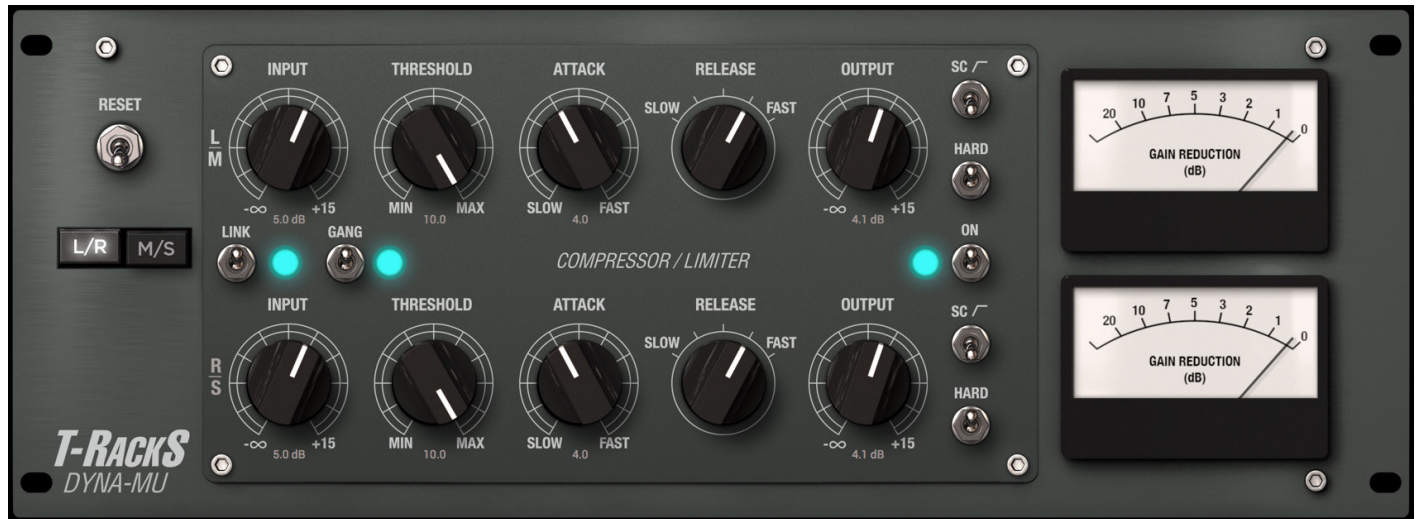 RESET
L/R M/S
T-RackS
DYNA-MU
INPUT THRESHOLD ATTACK RELEASE OUTPUT SC
L
M
SLOW FAST
HARD
-∞ +15 MIN MAX SLOW FAST -∞ +15
5.0 dB 10.0 4.0 4.1 dB
LINK GANG ON
COMPRESSOR / LIMITER
INPUT THRESHOLD ATTACK RELEASE OUTPUT SC
R
S
SLOW FAST
HARD
-∞ +15 MIN MAX SLOW FAST -∞ +15
5.0 dB 10.0 4.0 4.1 dB
20 10 7 5 3 2 1 0
GAIN REDUCTION
(dB)
20 10 7 5 3 2 1 0
GAIN REDUCTION
(dB)